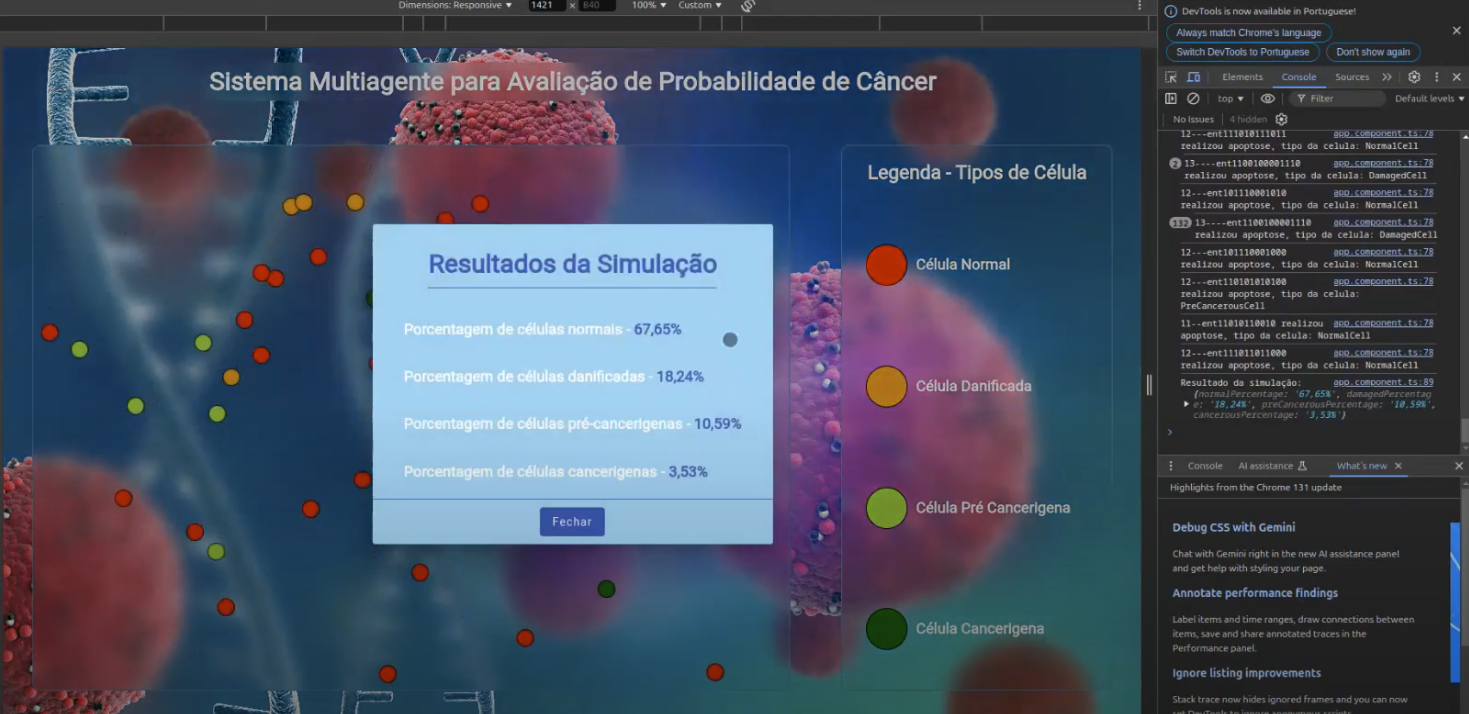 Dimensions: Responsive ▼ 1421 × 840 100% ▼ Custom ▼
Sistema Multiagente para Avaliação de Probabilidade de Câncer
Resultados da Simulação
Porcentagem de células normais - 67,65%
Porcentagem de células danificadas - 18,24%
Porcentagem de células pré-cancerigenas - 10,59%
Porcentagem de células cancerigenas - 3,53%
Fechar
Legenda - Tipos de Célula
Célula Normal
Célula Danificada
Célula Pré Cancerigena
Célula Cancerigena
DevTools is now available in Portuguese!
Always match Chrome's language
Switch DevTools to Portuguese Don't show again
Elements Console Sources
top ▼ Filter Default levels ▼
No Issues 4 hidden
12---ent111010111011 app.component.ts:78
realizou apoptose, tipo da celula: NormalCell
2 13----ent1100100001110 app.component.ts:78
realizou apoptose, tipo da celula: DamagedCell
12---ent101110001010 app.component.ts:78
realizou apoptose, tipo da celula: NormalCell
132 13----ent1100100001110 app.component.ts:78
realizou apoptose, tipo da celula: DamagedCell
12---ent101110001000 app.component.ts:78
realizou apoptose, tipo da celula: NormalCell
12---ent110101010100 app.component.ts:78
realizou apoptose, tipo da celula:
PreCancerousCell
11--ent11010110010 realizou app.component.ts:78
apoptose, tipo da celula: NormalCell
12---ent111011011000 app.component.ts:78
realizou apoptose, tipo da celula: NormalCell
Resultado da simulação: app.component.ts:89
{normalPercentage: '67,65%', damagedPercentag
e: '18,24%', preCancerousPercentage: '10,59%',
cancerousPercentage: '3,53%'}
Console AI assistance What's new
Highlights from the Chrome 131 update
Debug CSS with Gemini
Chat with Gemini right in the new AI assistance panel
and get help with styling your page.
Annotate performance findings
Label items and time ranges, draw connections between
items, save and share annotated traces in the
Performance panel.
Ignore listing improvements
Stack trace now hides ignored frames and you can now